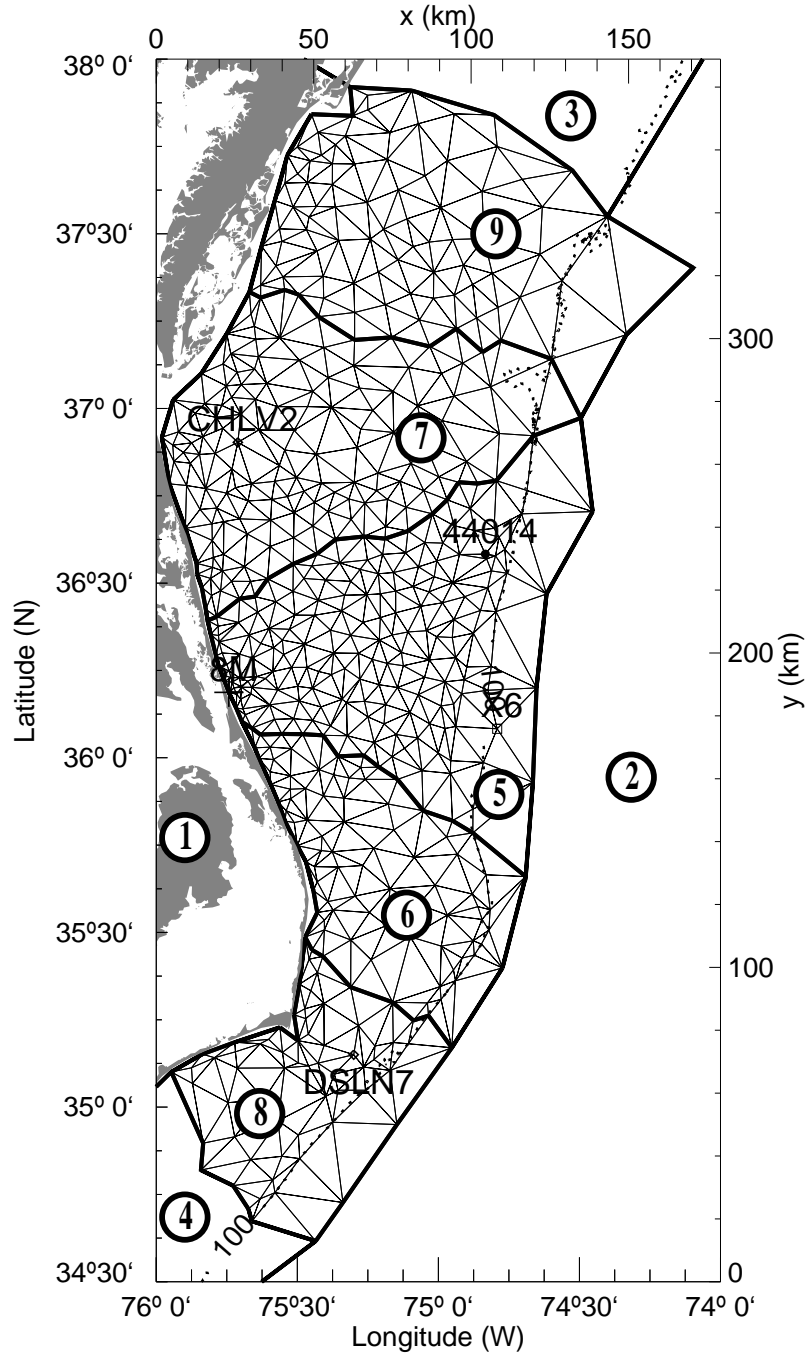 x (km)
0 50 100 150
38º 0‘
3
9
37º30‘
300
37º 0‘
CHLV2
7
44014
36º30‘
Latitude (N)
8M
200
y (km)
100
X6
36º 0‘
2
5
1
6
35º30‘
100
DSLN7
35º 0‘
8
4
100
34º30‘
0
76º 0‘ 75º30‘ 75º 0‘ 74º30‘ 74º 0‘
Longitude (W)